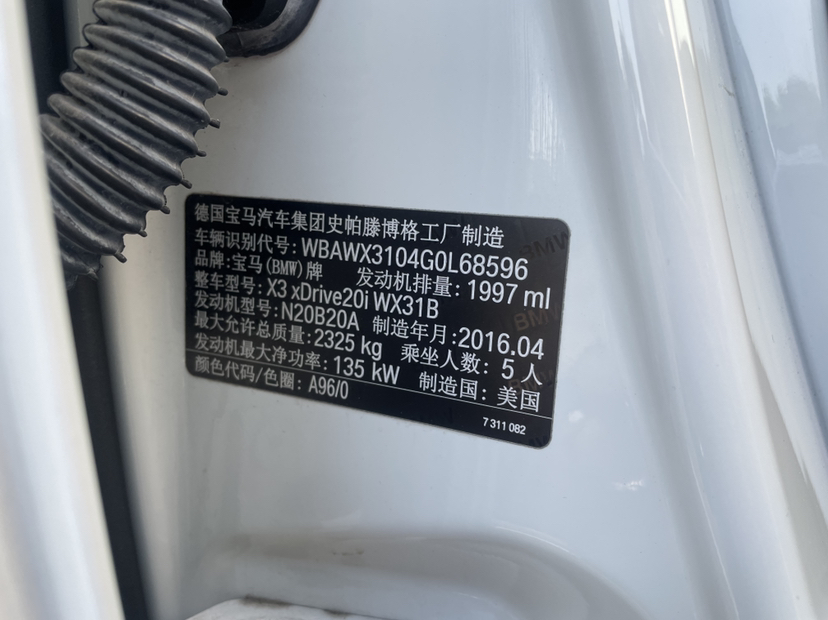 德国宝马汽车集团史帕滕博格工厂制造
车辆识别代号: WBAWX3104G0L68596
品牌: 宝马(BMW)牌 发动机排量: 1997 ml
整车型号: X3 xDrive20i WX31B
发动机型号: N20B20A 制造年月: 2016.04
最大允许总质量: 2325 kg 乘坐人数: 5 人
发动机最大净功率: 135 kW 制造国: 美国
颜色代码/色圈: A96/0
7 311 082